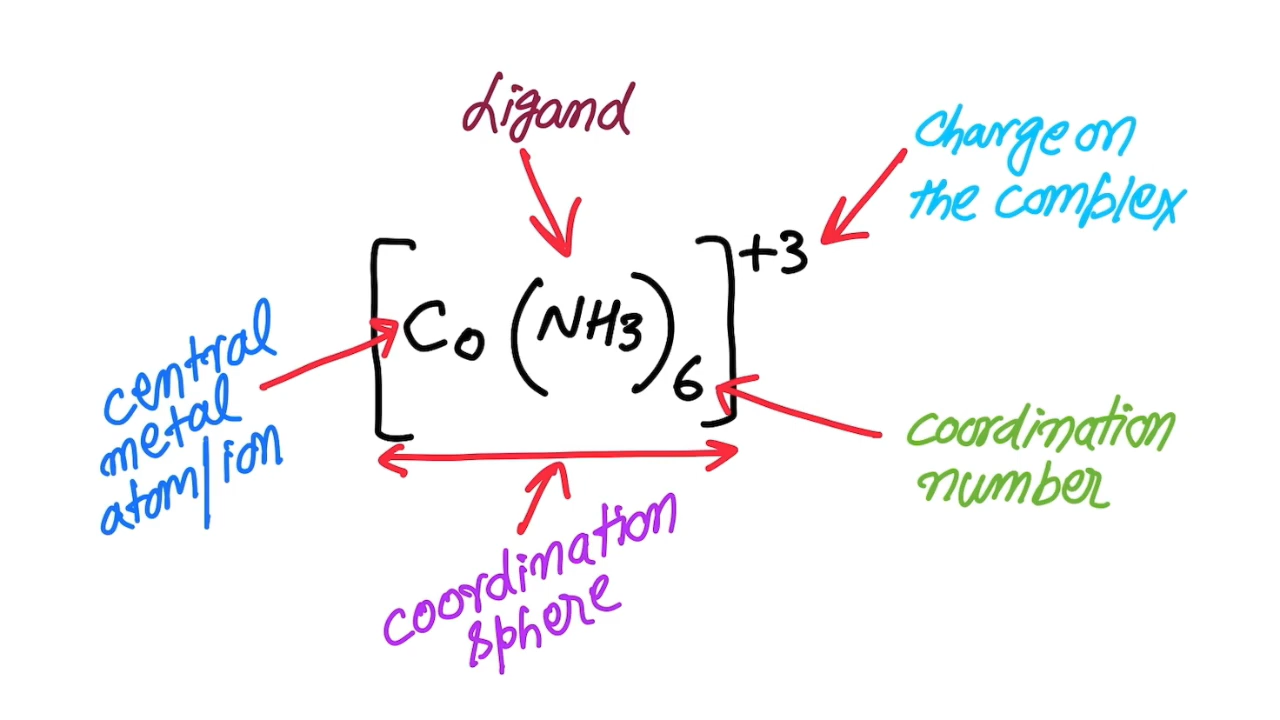 Ligand
Charge on
the complex
[Co(NH3)6]+3
central
metal
atom/ion
coordination
number
coordination
sphere